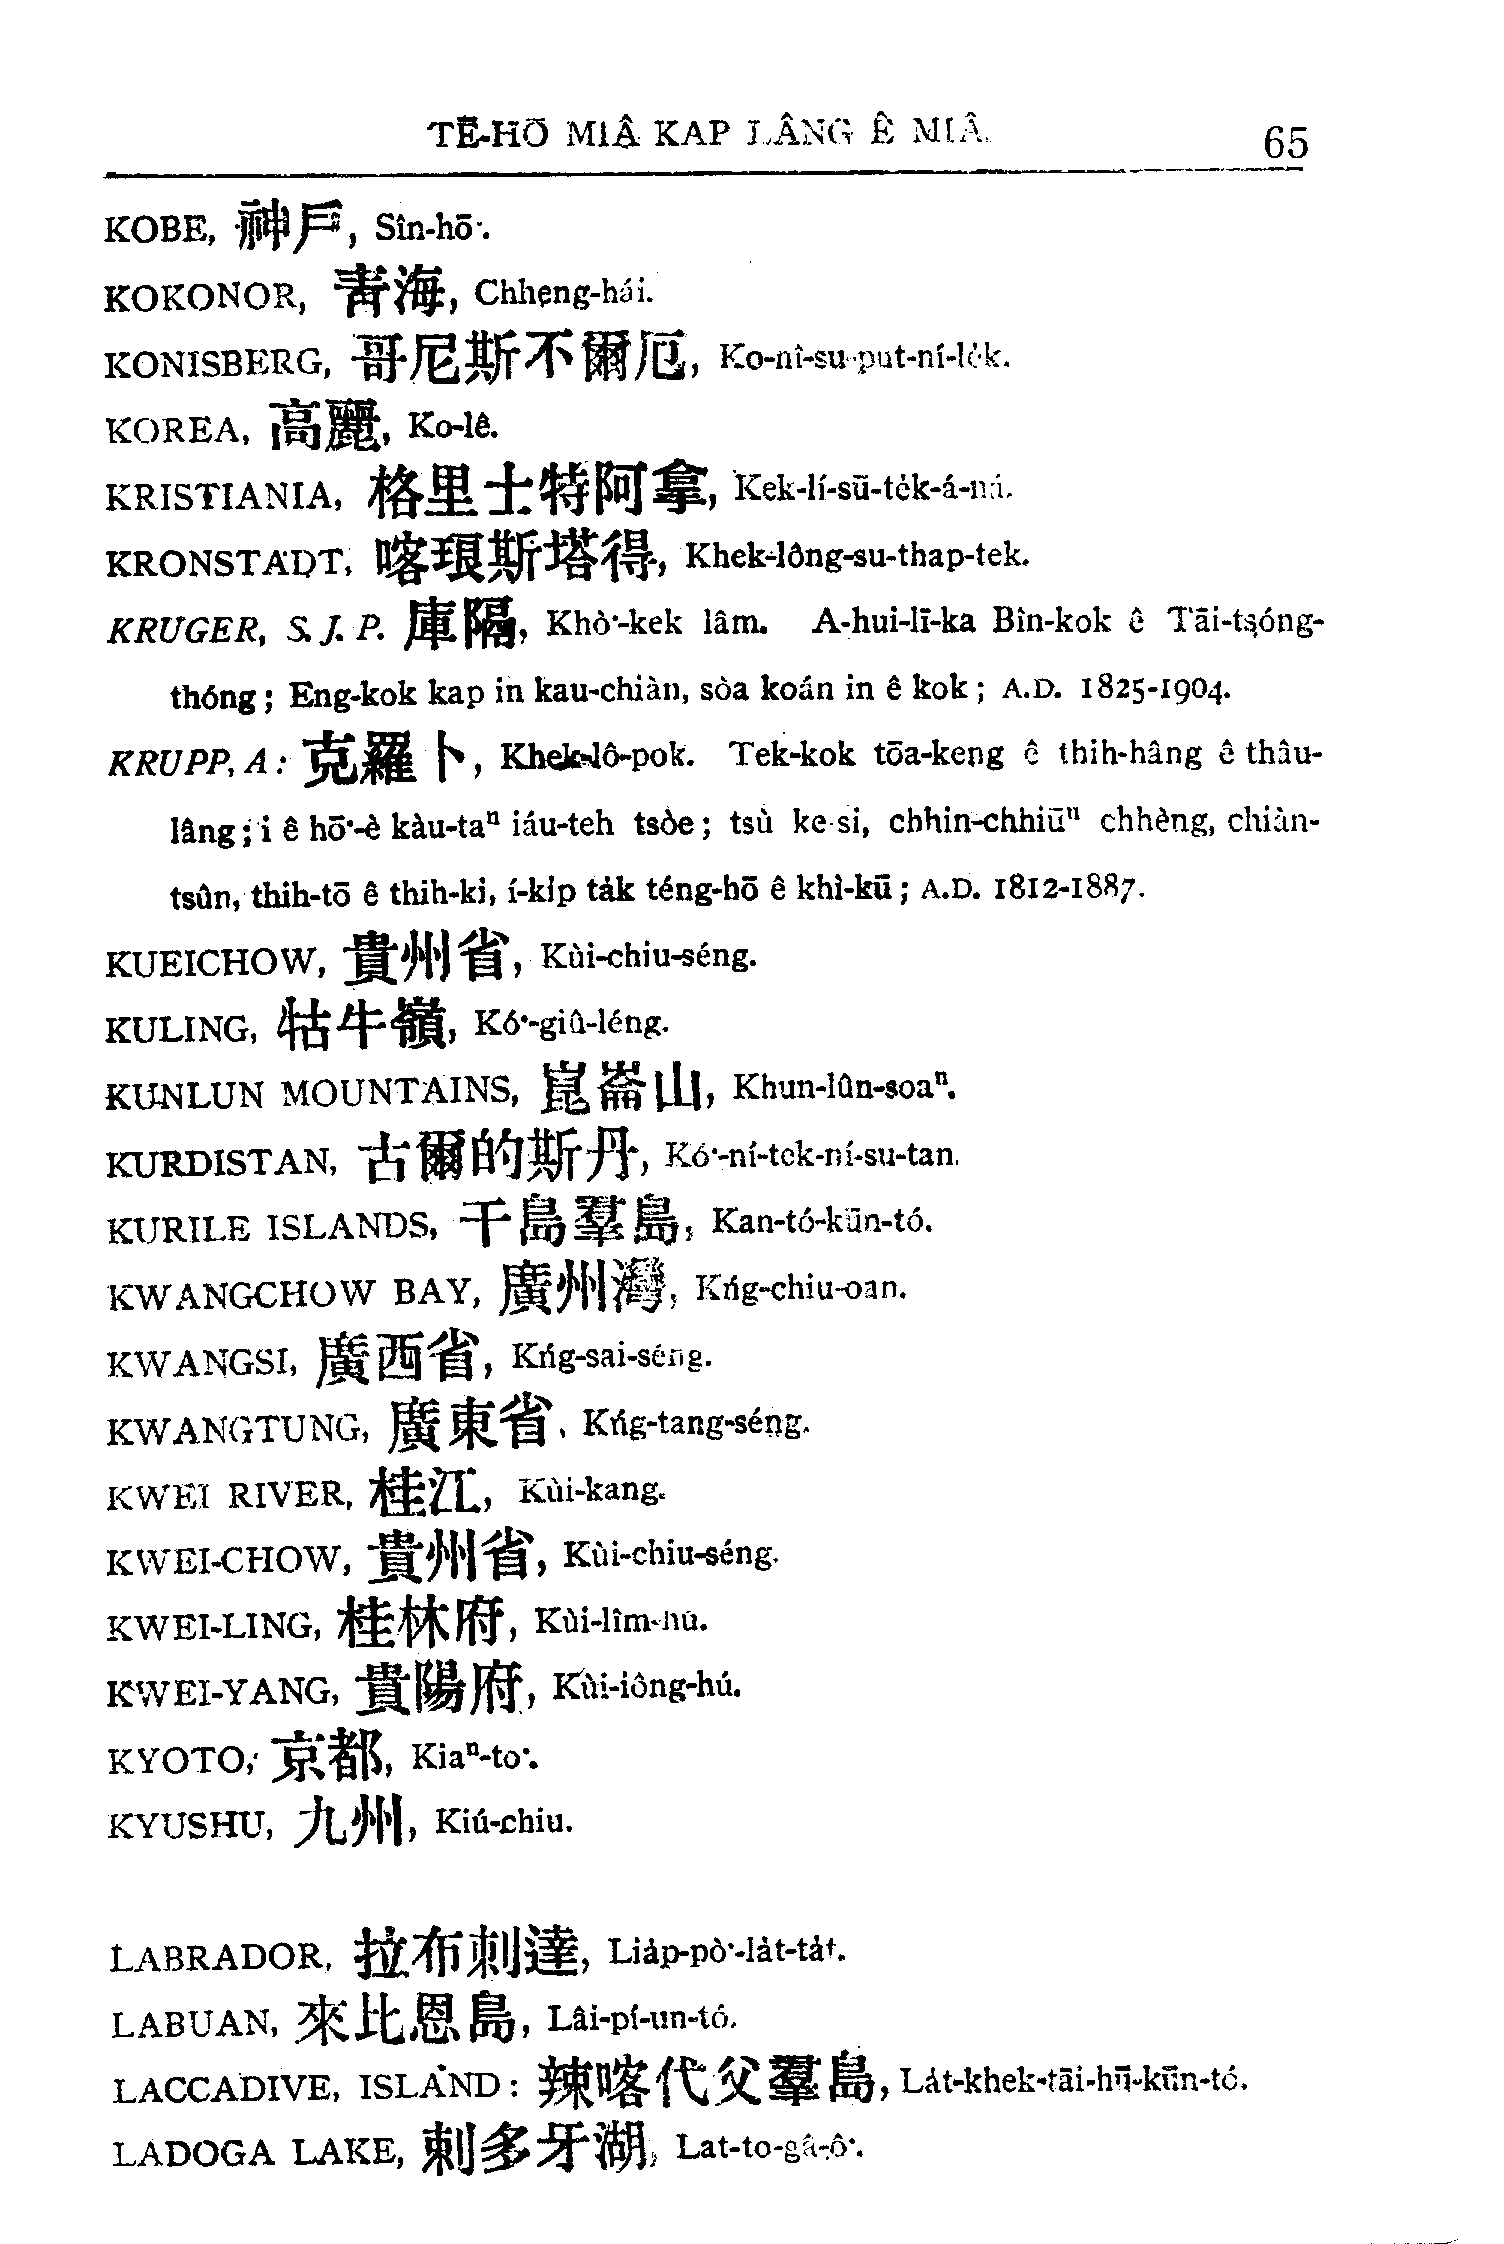 TĒ-HŌ MIÂ KAP LÂNG Ê MIÂ. 65
KOBE, 神戶, Sîn-hō͘.
KOKONOR, 青海, Chheng-hái.
KONISBERG, 哥尼斯不爾厄, Ko-nî-su-put-ní-le̍k.
KOREA, 高麗, Ko-lê.
KRISTIANIA, 格里士特阿拿, Kek-lí-sū-te̍k-á-ná.
KRONSTADT, 喀琅斯塔得, Khek-lông-su-thap-tek.
KRUGER, S. J. P. 庫隔, Khò͘-kek lâm. A-hui-lī-ka Bîn-kok ê Tāi-tsóng-
thóng; Eng-kok kap in kau-chiàn, sòa koán in ê kok; A.D. 1825-1904.
KRUPP, A: 克羅卜, Khek-lô-pok. Tek-kok tōa-keng ê thih-hâng ê thâu-
lâng; i ê hō͘-è kàu-taⁿ iáu-teh tsòe; tsù ke-si, chhin-chhiūⁿ chhèng, chiàn-
tsûn, thih-tō ê thih-ki, í-ki̍p ta̍k téng-hō ê khì-kū; A.D. 1812-1887.
KUEICHOW, 貴州省, Kùi-chiu-séng.
KULING, 牯牛嶺, Kó͘-giû-léng.
KUNLUN MOUNTAINS, 崑崙山, Khun-lûn-soaⁿ.
KURDISTAN, 古爾的斯丹, Kó͘-ní-tek-ní-su-tan.
KURILE ISLANDS, 干島羣島, Kan-tó-kūn-tó.
KWANGCHOW BAY, 廣州灣, Kńg-chiu-oan.
KWANGSI, 廣西省, Kńg-sai-séng.
KWANGTUNG, 廣東省, Kńg-tang-séng.
KWEI RIVER, 桂江, Kùi-kang.
KWEI-CHOW, 貴州省, Kùi-chiu-séng.
KWEI-LING, 桂林府, Kùi-lîm-hú.
KWEI-YANG, 貴陽府, Kùi-iông-hú.
KYOTO, 京都, Kiaⁿ-to͘.
KYUSHU, 九州, Kiú-chiu.
LABRADOR, 拉布剌達, Lia̍p-pò͘-la̍t-ta̍t.
LABUAN, 來比恩島, Lâi-pí-un-tó.
LACCADIVE, ISLAND: 辣喀代父羣島, La̍t-khek-tāi-hū-kūn-tó.
LADOGA LAKE, 剌多牙湖, Lat-to-gâ-ô͘.